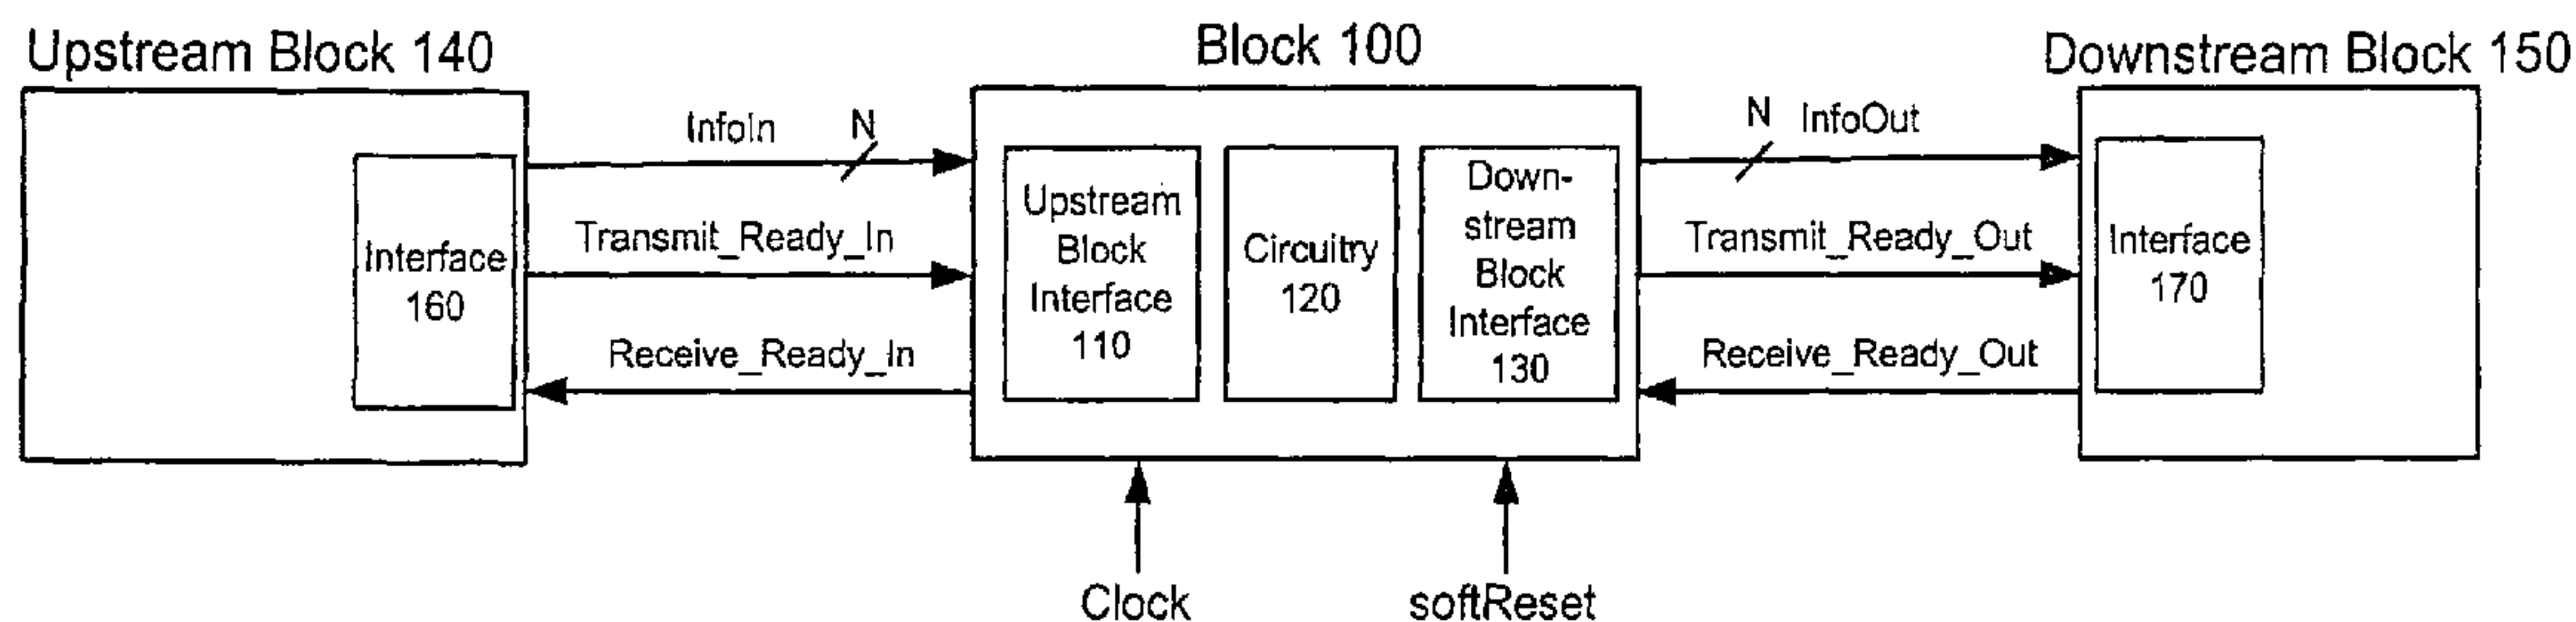 Upstream Block 140
Block 100
Downstream Block 150
InfoIn
N
N
InfoOut
Transmit_Ready_In
Receive_Ready_In
Interface
160
Upstream
Block
Interface
110
Circuitry
120
Down-
stream
Block
Interface
130
Transmit_Ready_Out
Receive_Ready_Out
Interface
170
Clock
softReset